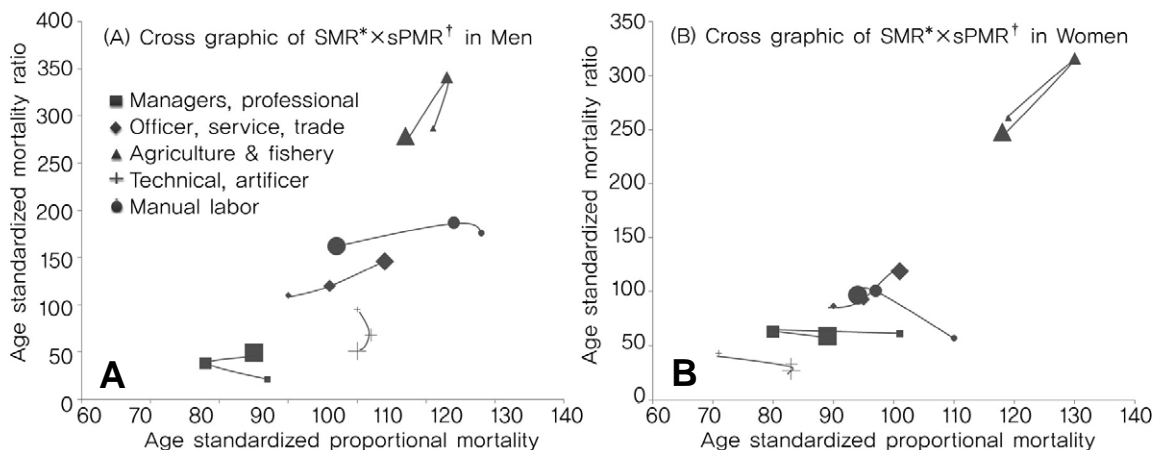 (A) Cross graphic of SMR*×sPMR† in Men
Age standardized mortality ratio
400
350
300
250
200
150
100
50
0
Managers, professional
Officer, service, trade
Agriculture & fishery
Technical, artificer
Manual labor
A
60 70 80 90 100 110 120 130 140
Age standardized proportional mortality
(B) Cross graphic of SMR*×sPMR† in Women
Age standardized mortality ratio
350
300
250
200
150
100
50
0
B
60 70 80 90 100 110 120 130 140
Age standardized proportional mortality